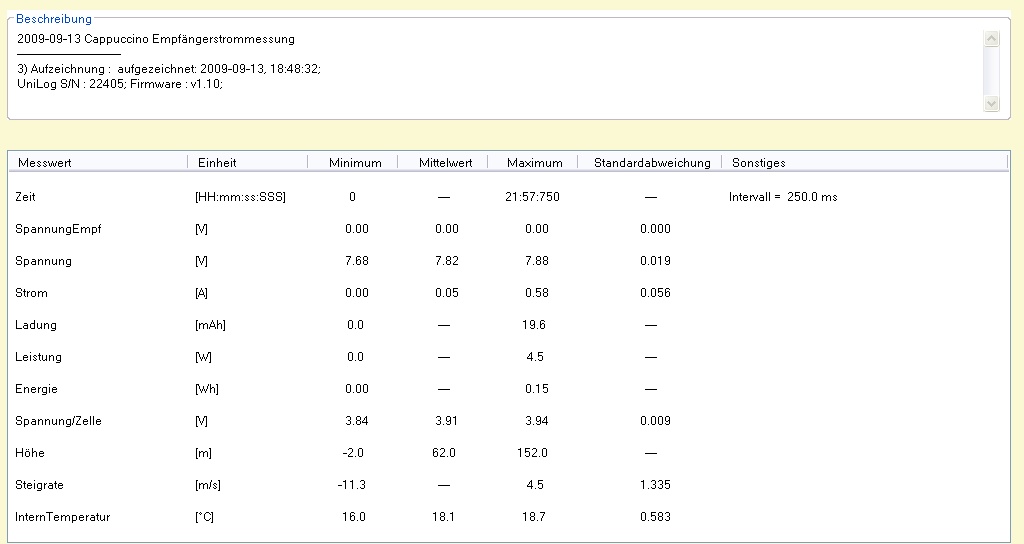 Beschreibung
2009-09-13 Cappuccino Empfängerstrommessung
3) Aufzeichnung : aufgezeichnet: 2009-09-13, 18:48:32;
UniLog S/N : 22405; Firmware : v1.10;
Messwert Einheit Minimum Mittelwert Maximum Standardabweichung Sonstiges
Zeit [HH:mm:ss:SSS] 0 — 21:57:750 — Intervall = 250.0 ms
SpannungEmpf [V] 0.00 0.00 0.00 0.000
Spannung [V] 7.68 7.82 7.88 0.019
Strom [A] 0.00 0.05 0.58 0.056
Ladung [mAh] 0.0 — 19.6 —
Leistung [W] 0.0 — 4.5 —
Energie [Wh] 0.00 — 0.15 —
Spannung/Zelle [V] 3.84 3.91 3.94 0.009
Höhe [m] -2.0 62.0 152.0 —
Steigrate [m/s] -11.3 — 4.5 1.335
InternTemperatur [°C] 16.0 18.1 18.7 0.583